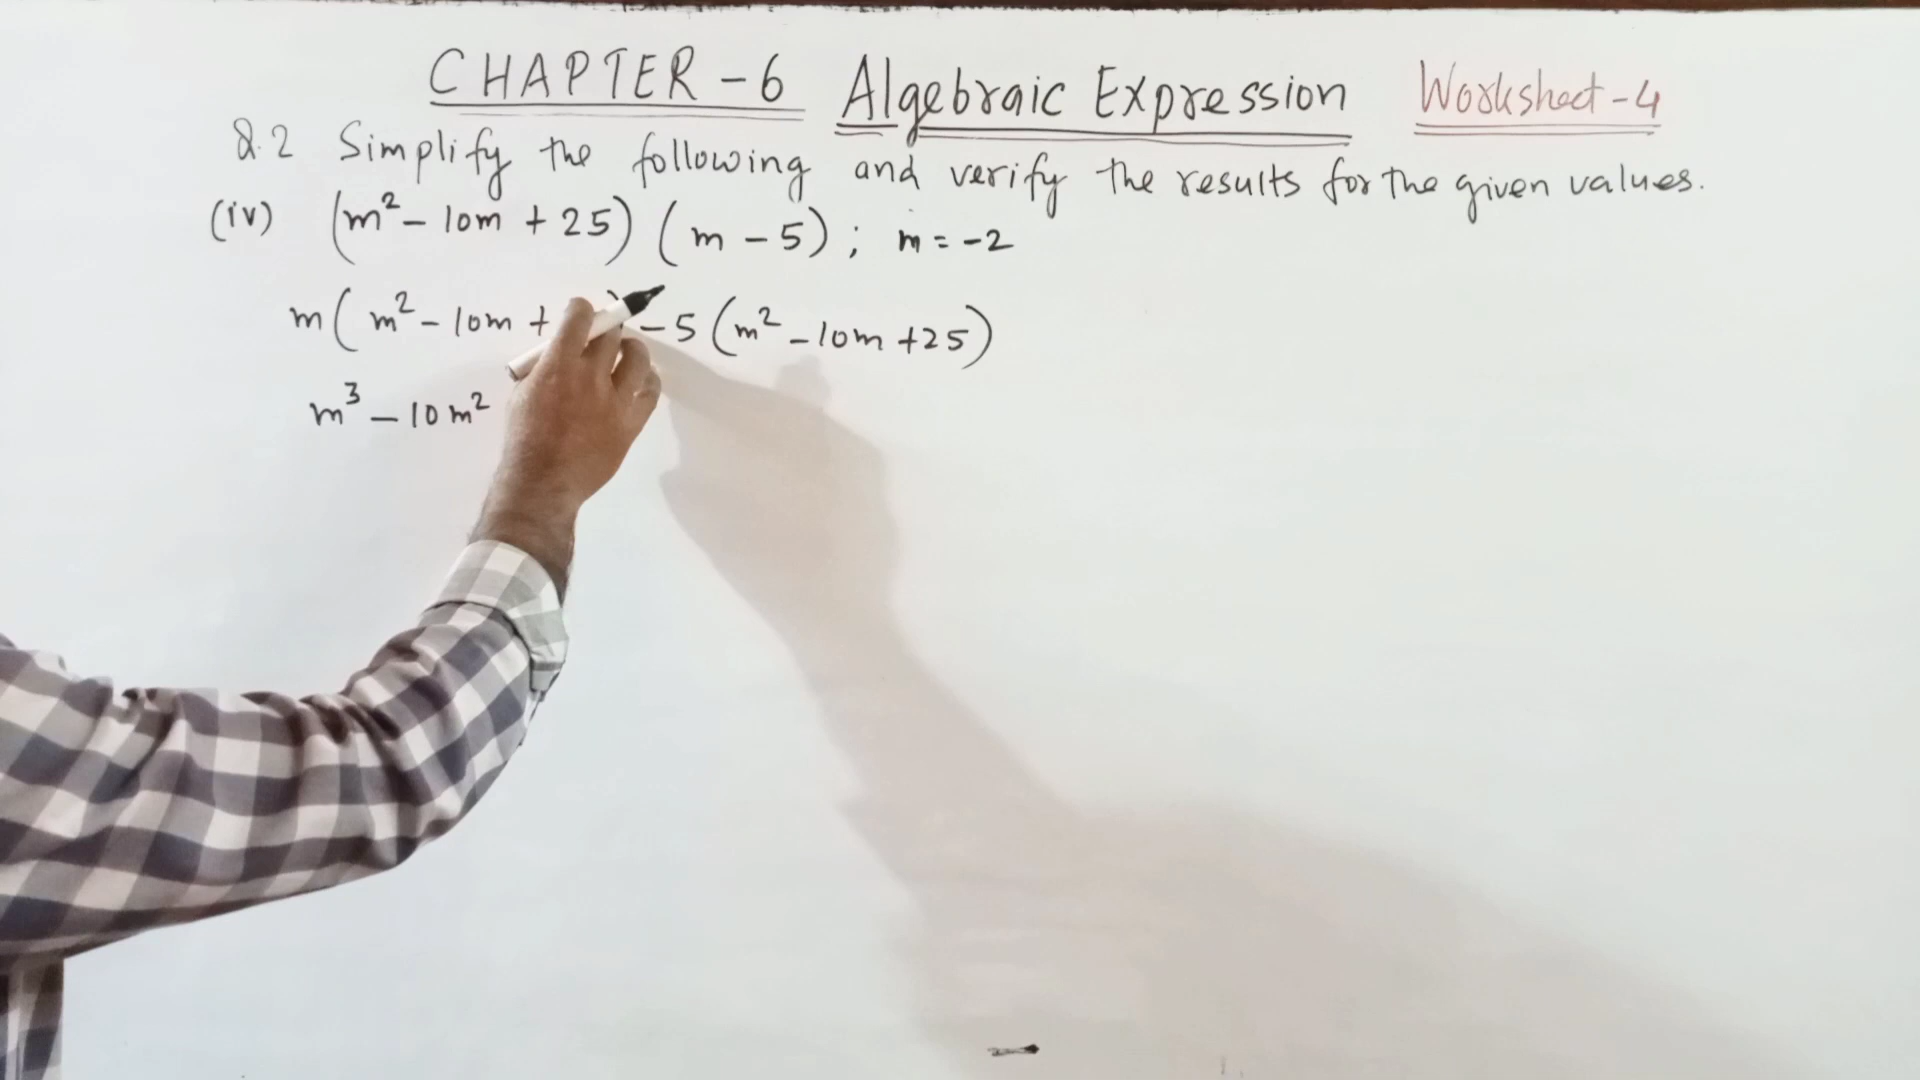 CHAPTER - 6 Algebraic Expression Worksheet - 4
Q.2 Simplify the following and verify the results for the given values.
(iv) (m² - 10m + 25) (m - 5) ; m = -2
m( m² - 10m + ) - 5 (m² - 10m + 25)
m³ - 10m²